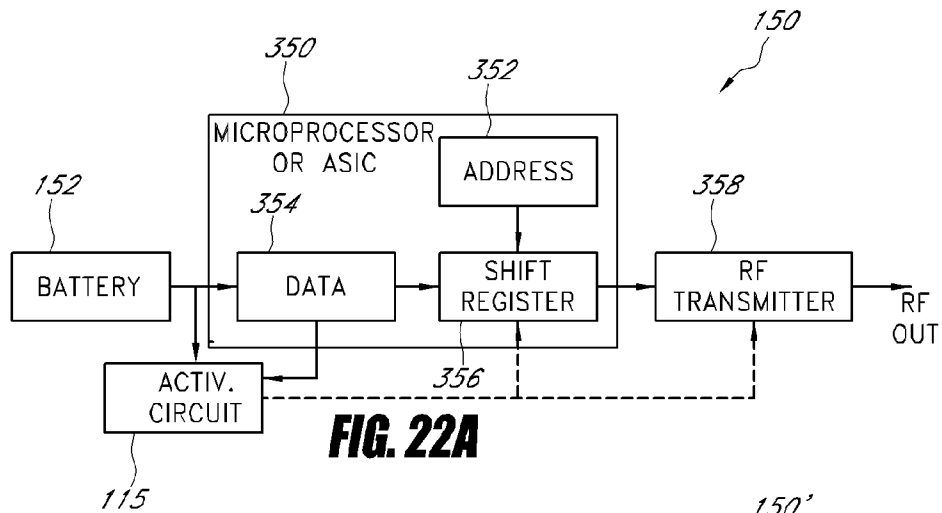 150
350
352
MICROPROCESSOR
OR ASIC
ADDRESS
152
354
358
BATTERY
DATA
SHIFT
REGISTER
RF
TRANSMITTER
RF
OUT
356
ACTIV.
CIRCUIT
FIG. 22A
115
150'